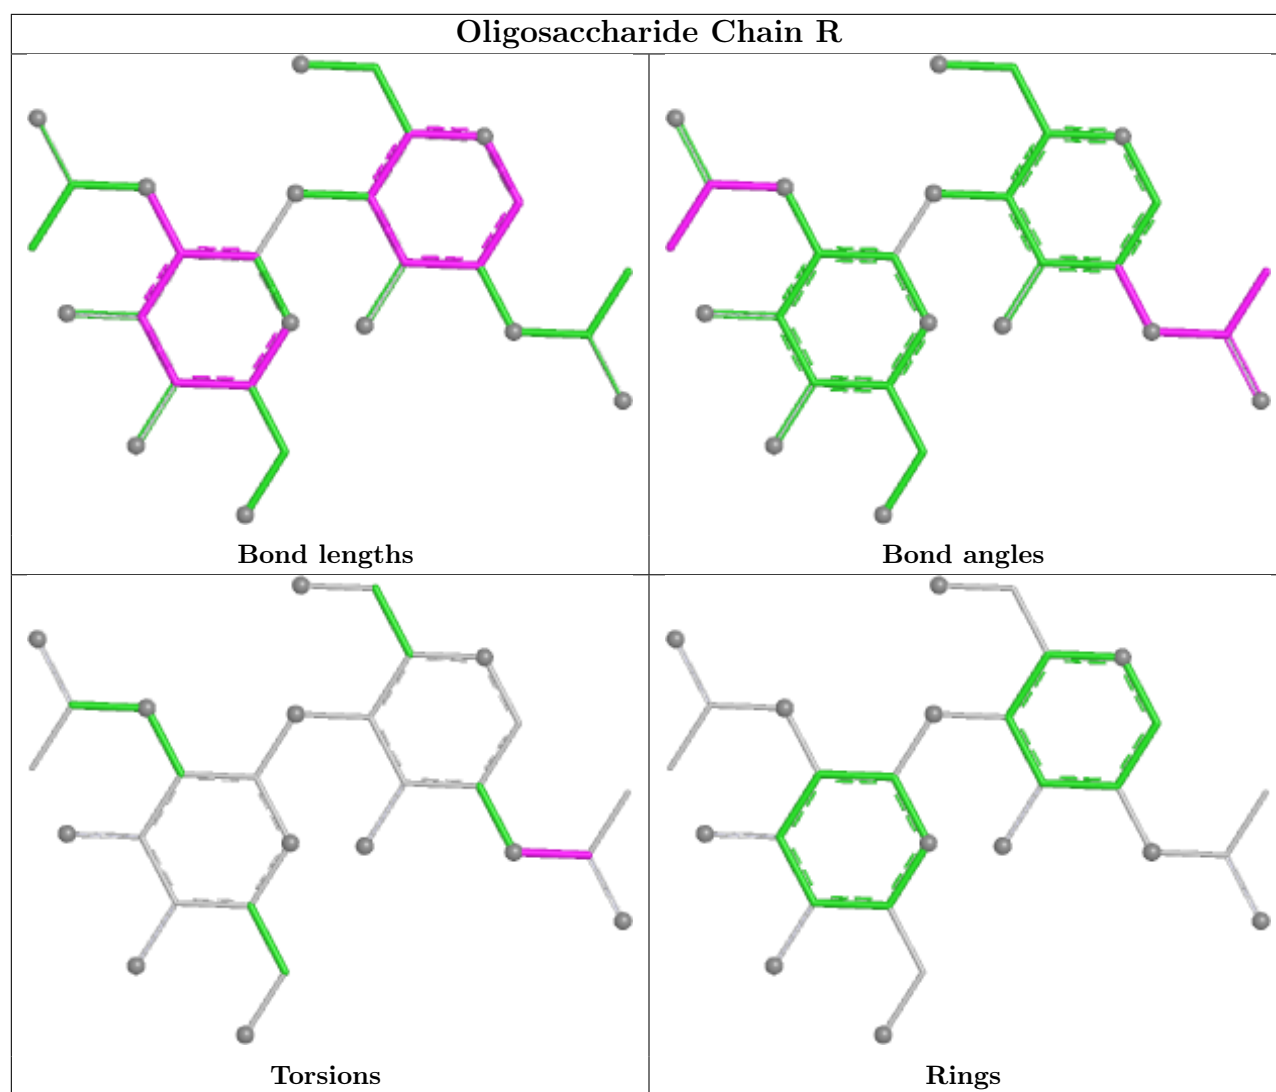 Oligosaccharide Chain R
Bond lengths
Bond angles
Torsions
Rings